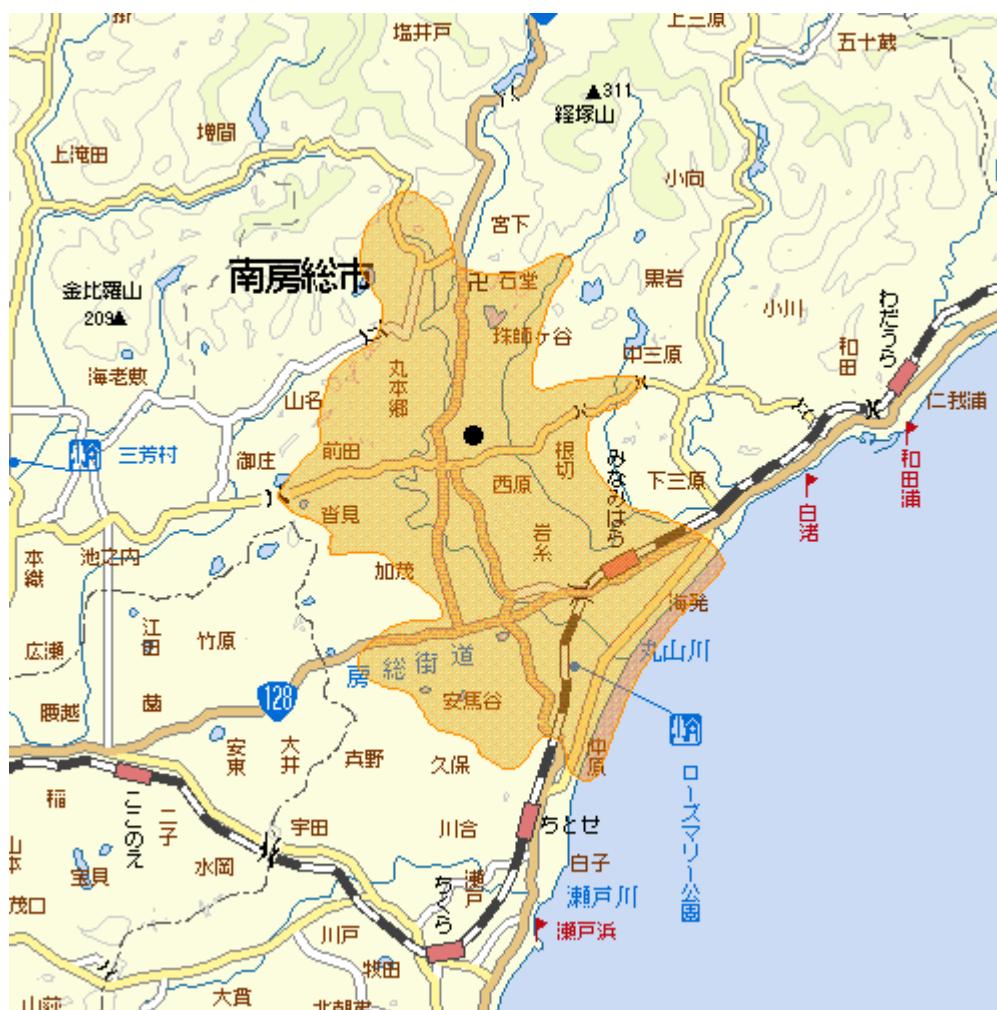 塩井戸
上三原
五十蔵
311
経塚山
増間
上滝田
小向
宮下
南房総市
石堂
黒岩
金比羅山
209
小川
わだうら
珠師ヶ谷
中三原
和田
丸本郷
海老敷
山名
仁我浦
前田
根切
みなみはら
三芳村
御庄
西原
下三原
和田浦
白渚
沓見
岩糸
本織
池之内
加茂
海発
江田
竹原
広瀬
丸山川
房総街道
128
薗
腰越
安馬谷
安東
大井
真野
久保
中原
ローズマリー公園
稲
二子
ここのえ
宇田
川合
ちとせ
水岡
宝貝
瀬戸
白子
ちくら
瀬戸川
茂口
川戸
瀬戸浜
牧田
大貫
山荻